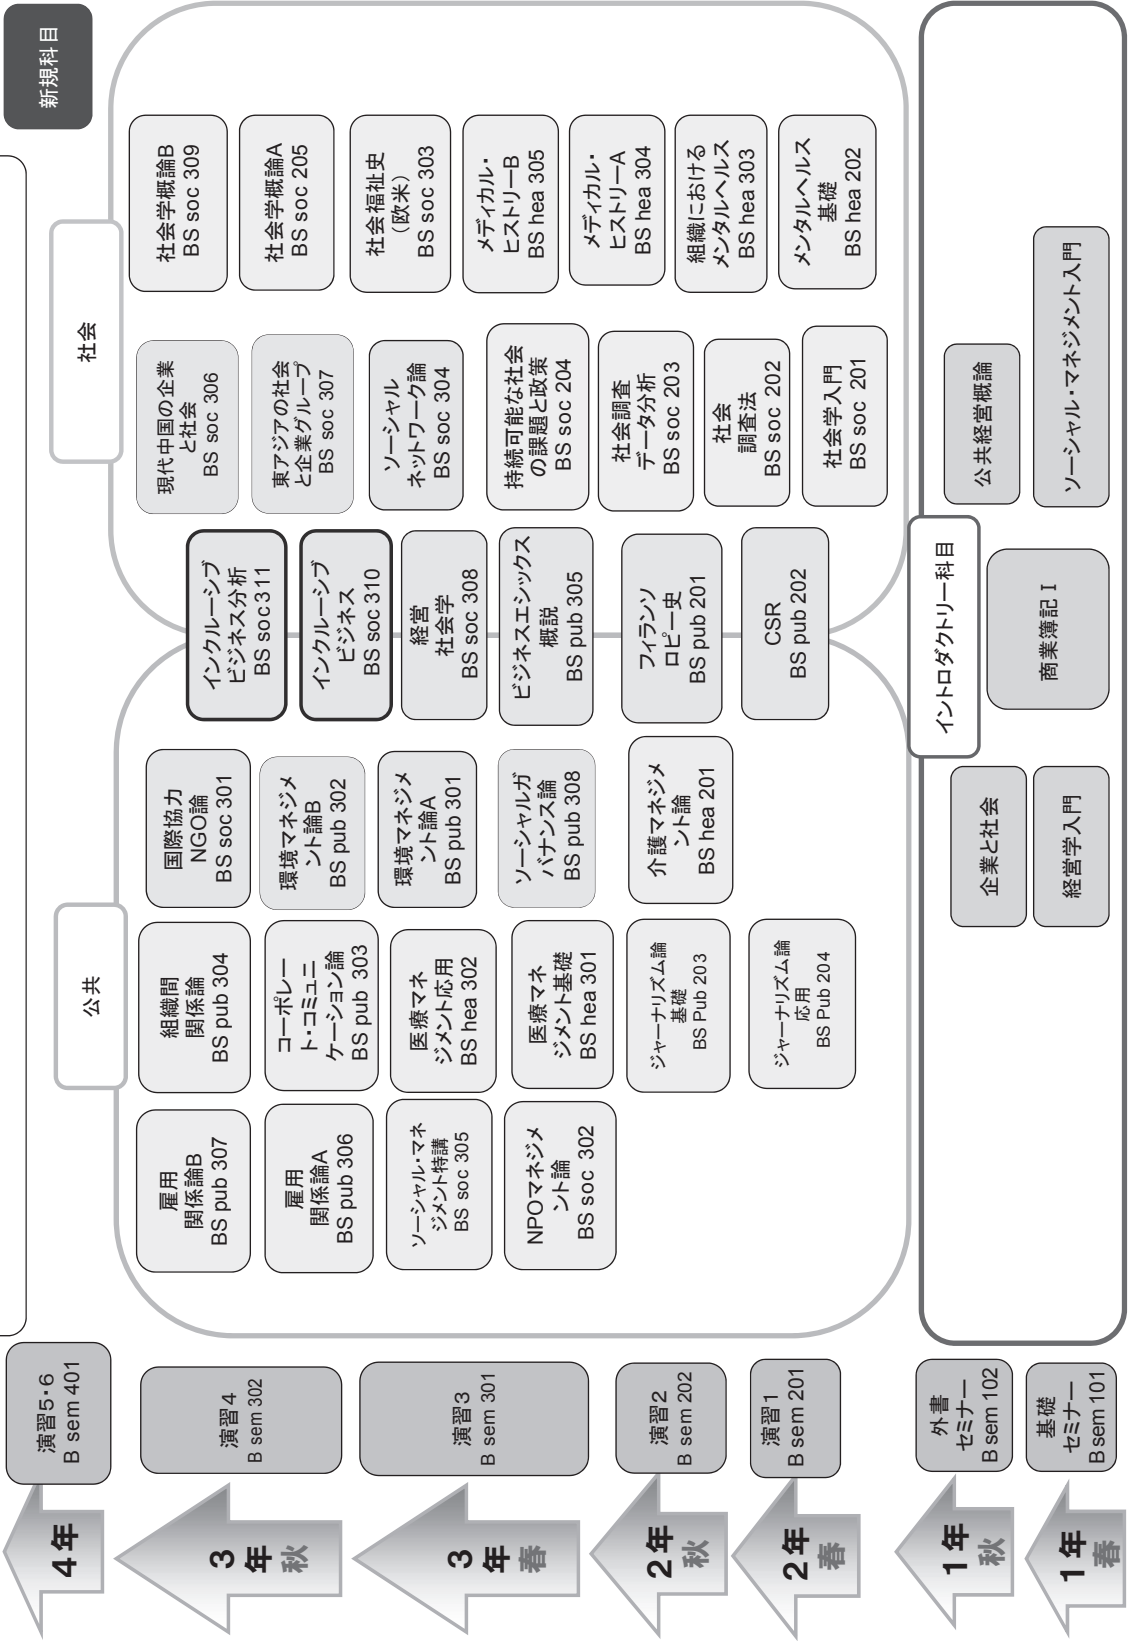 新規科目
社会
公共
社会学概論B
BS soc 309
社会学概論A
BS soc 205
社会福祉史
（欧米）
BS soc 303
メディカル・
ヒストリーB
BS hea 305
メディカル・
ヒストリーA
BS hea 304
組織における
メンタルヘルス
BS hea 303
メンタルヘルス
基礎
BS hea 202
現代中国の企業
と社会
BS soc 306
東アジアの社会
と企業グループ
BS soc 307
ソーシャル
ネットワーク論
BS soc 304
持続可能な社会
の課題と政策
BS soc 204
社会調査
データ分析
BS soc 203
社会
調査法
BS soc 202
社会学入門
BS soc 201
インクルーシブ
ビジネス分析
BS soc311
インクルーシブ
ビジネス
BS soc 310
経営
社会学
BS soc 308
ビジネスエシックス
概説
BS pub 305
フィランソ
ロピー史
BS pub 201
CSR
BS pub 202
国際協力
NGO論
BS soc 301
環境マネジメ
ント論B
BS pub 302
環境マネジメ
ント論A
BS pub 301
ソーシャルガ
バナンス論
BS pub 308
介護マネジメ
ント論
BS hea 201
組織間
関係論
BS pub 304
コーポレー
ト・コミュニ
ケーション論
BS pub 303
医療マネ
ジメント応用
BS hea 302
医療マネ
ジメント基礎
BS hea 301
ジャーナリズム論
基礎
BS Pub 203
ジャーナリズム論
応用
BS Pub 204
雇用
関係論B
BS pub 307
雇用
関係論A
BS pub 306
ソーシャル・マネ
ジメント特講
BS soc 305
NPOマネジメ
ント論
BS soc 302
イントロダクトリー科目
公共経営概論
ソーシャル・マネジメント入門
商業簿記Ⅰ
企業と社会
経営学入門
演習5・6
B sem 401
演習4
B sem 302
演習3
B sem 301
演習2
B sem 202
演習1
B sem 201
外書
セミナー
B sem 102
基礎
セミナー
B sem 101
4年
3
年
秋
3
年
春
2年
秋
2年
春
1年
秋
1年
春